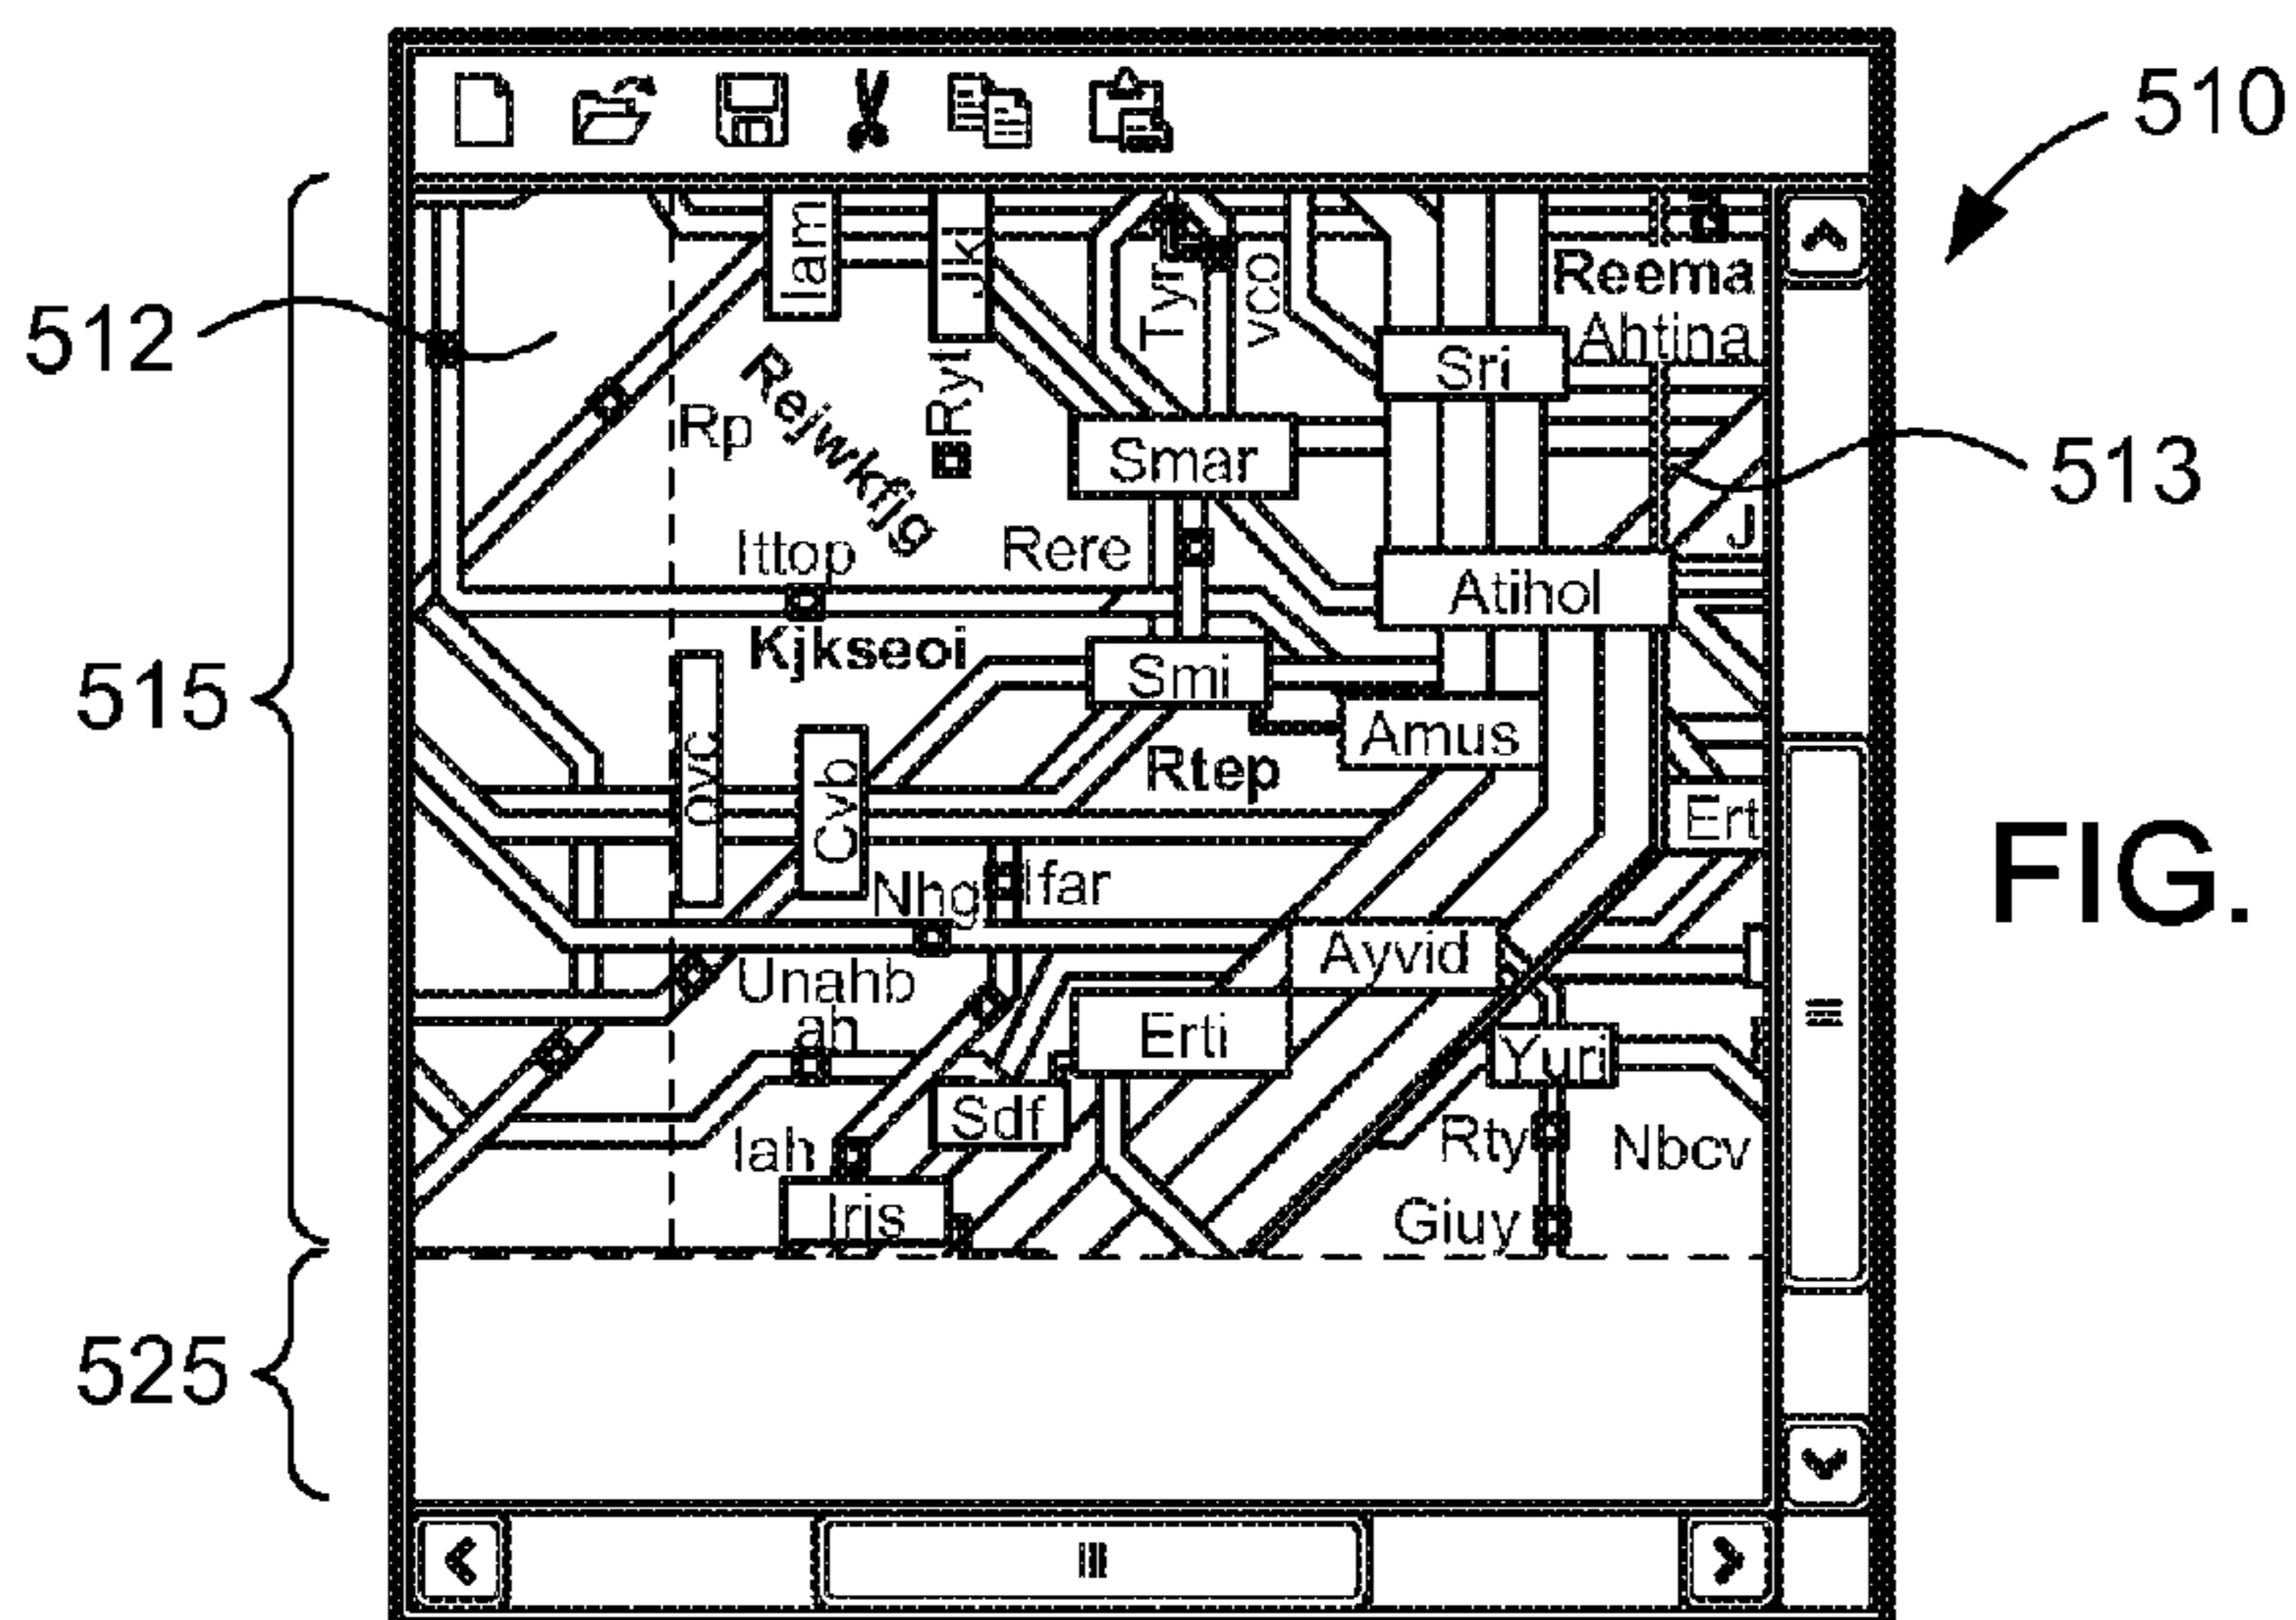 510
Iam
Jkl
Tyr
vco
Reema
Ahtina
512
Sri
Rp
Rejwkfjg
Ryl
Smar
513
J
Ittop
Rere
Atihol
Kjkseoi
Smi
515
Amus
ovc
Rtep
Cvb
Ert
FIG.
Nhg
Ifar
Ayvid
Unahb
ah
Erti
Yuri
Sdf
Iah
Rty
Nbcv
Iris
Giuy
525